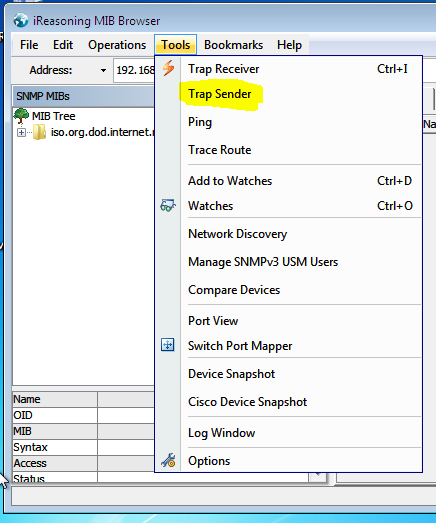 iReasoning MIB Browser
File Edit Operations Tools Bookmarks Help
Address: 192.168
SNMP MIBs
MIB Tree
iso.org.dod.internet.
Trap Receiver Ctrl+I
Trap Sender
Ping
Trace Route
Add to Watches Ctrl+D
Watches Ctrl+O
Network Discovery
Manage SNMPv3 USM Users
Compare Devices
Port View
Switch Port Mapper
Device Snapshot
Cisco Device Snapshot
Log Window
Options
Name
OID
MIB
Syntax
Access
Status